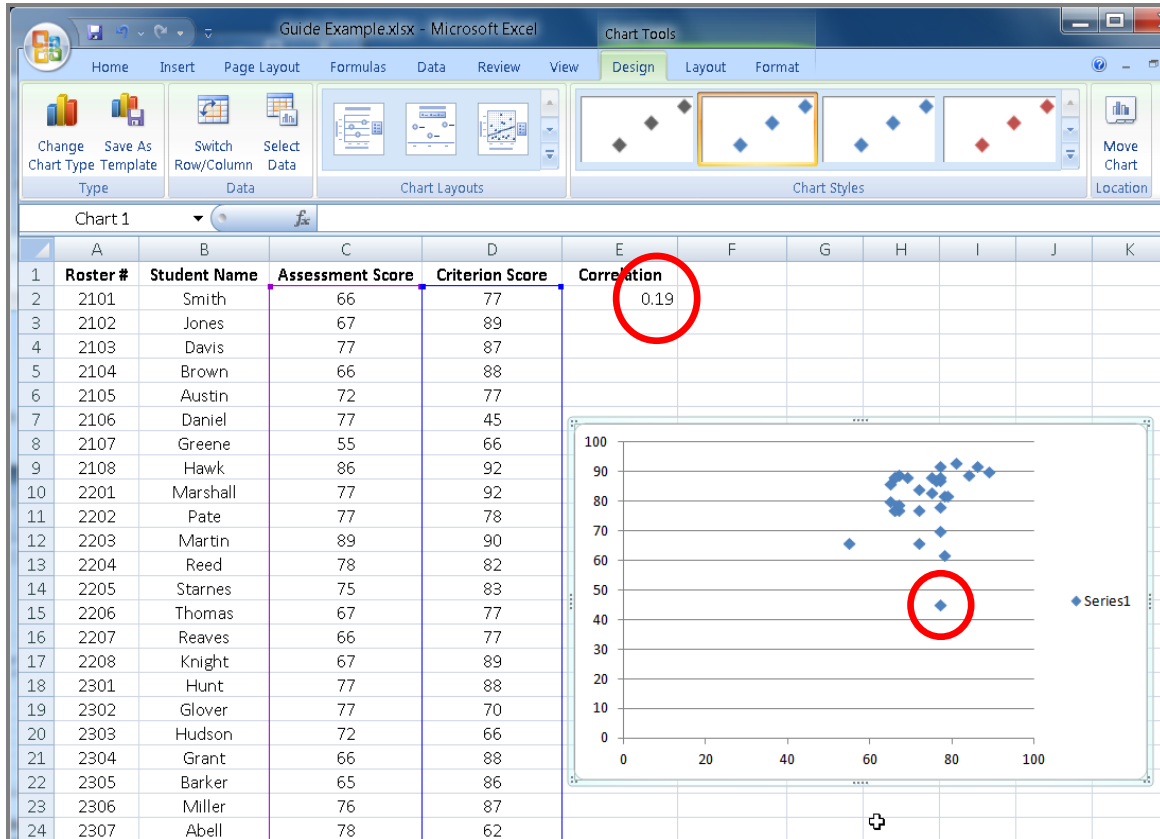 Guide Example.xlsx - Microsoft Excel
Chart Tools
Home Insert Page Layout Formulas Data Review View Design Layout Format
Change Chart Type
Save As Template
Switch Row/Column
Select Data
Move Chart
Type Data Chart Layouts Chart Styles Location
Chart 1 fx
A B C D E F G H I J K
1 Roster # Student Name Assessment Score Criterion Score Correlation
2 2101 Smith 66 77 0.19
3 2102 Jones 67 89
4 2103 Davis 77 87
5 2104 Brown 66 88
6 2105 Austin 72 77
7 2106 Daniel 77 45
8 2107 Greene 55 66
9 2108 Hawk 86 92
10 2201 Marshall 77 92
11 2202 Pate 77 78
12 2203 Martin 89 90
13 2204 Reed 78 82
14 2205 Starnes 75 83
15 2206 Thomas 67 77
16 2207 Reaves 66 77
17 2208 Knight 67 89
18 2301 Hunt 77 88
19 2302 Glover 77 70
20 2303 Hudson 72 66
21 2304 Grant 66 88
22 2305 Barker 65 86
23 2306 Miller 76 87
24 2307 Abell 78 62
100
90
80
70
60
50
40
30
20
10
0
0 20 40 60 80 100
Series1